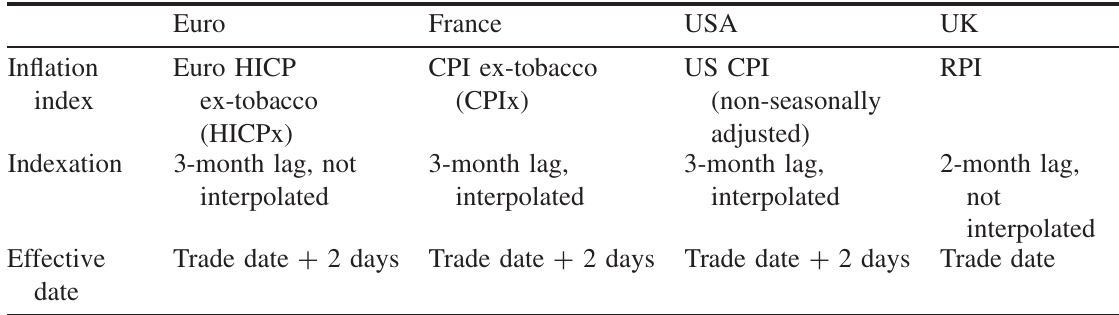 Euro France USA UK
Inflation Euro HICP CPI ex-tobacco US CPI RPI
index ex-tobacco (CPIx) (non-seasonally
(HICPx) adjusted)
Indexation 3-month lag, not 3-month lag, 3-month lag, 2-month lag,
interpolated interpolated interpolated not
interpolated
Effective Trade date + 2 days Trade date + 2 days Trade date + 2 days Trade date
date